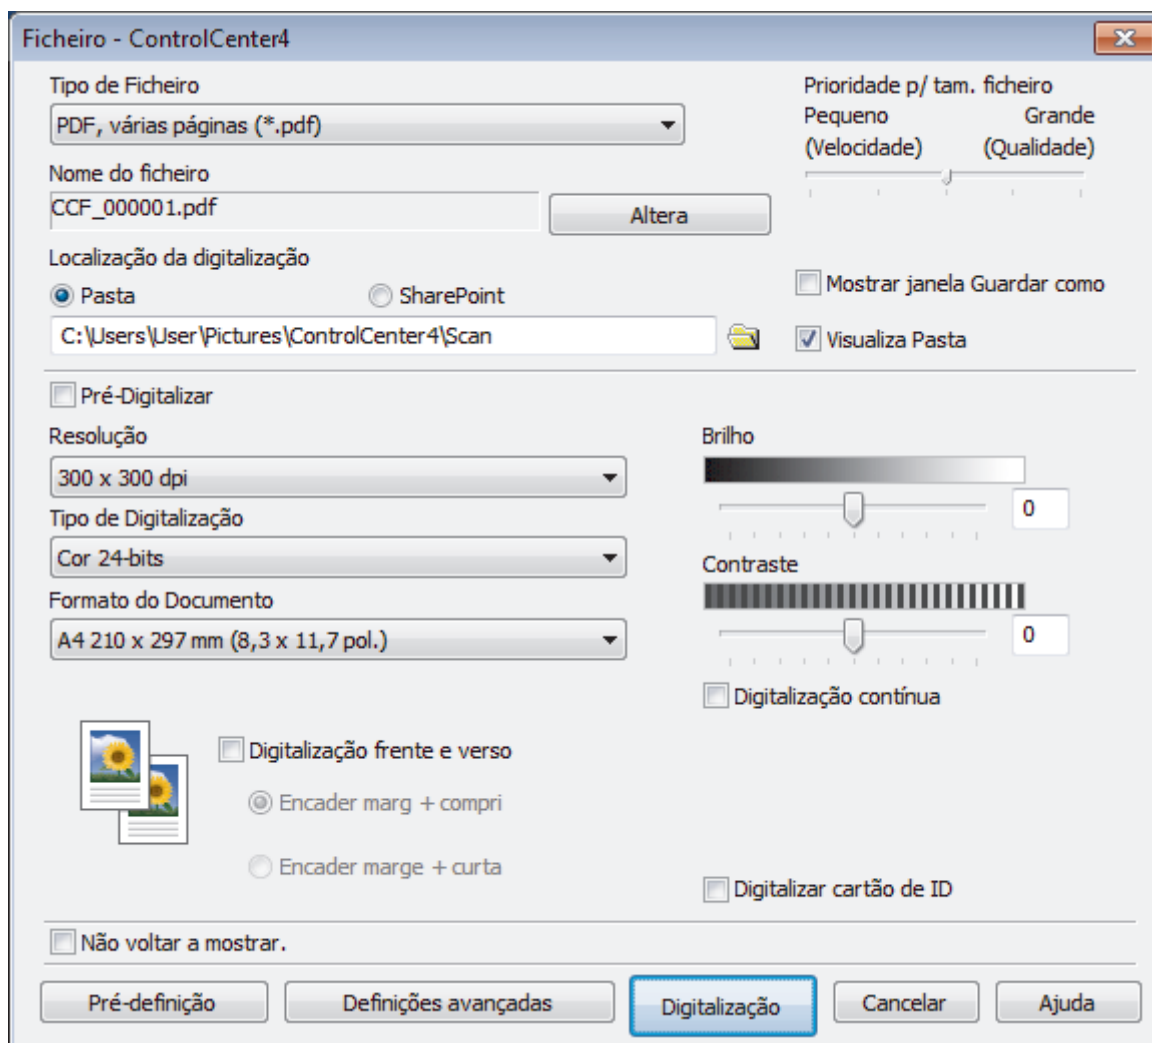 Ficheiro - ControlCenter4
Tipo de Ficheiro
PDF, várias páginas (*.pdf)
Prioridade p/ tam. ficheiro
Pequeno Grande
(Velocidade) (Qualidade)
Nome do ficheiro
CCF_000001.pdf
Altera
Localização da digitalização
Pasta SharePoint
Mostrar janela Guardar como
C:\Users\User\Pictures\ControlCenter4\Scan
Visualiza Pasta
Pré-Digitalizar
Resolução
300 x 300 dpi
Tipo de Digitalização
Cor 24-bits
Formato do Documento
A4 210 x 297 mm (8,3 x 11,7 pol.)
Brilho
0
Contraste
0
Digitalização contínua
Digitalização frente e verso
Encader marg + compri
Encader marge + curta
Digitalizar cartão de ID
Não voltar a mostrar.
Pré-definição Definições avançadas Digitalização Cancelar Ajuda